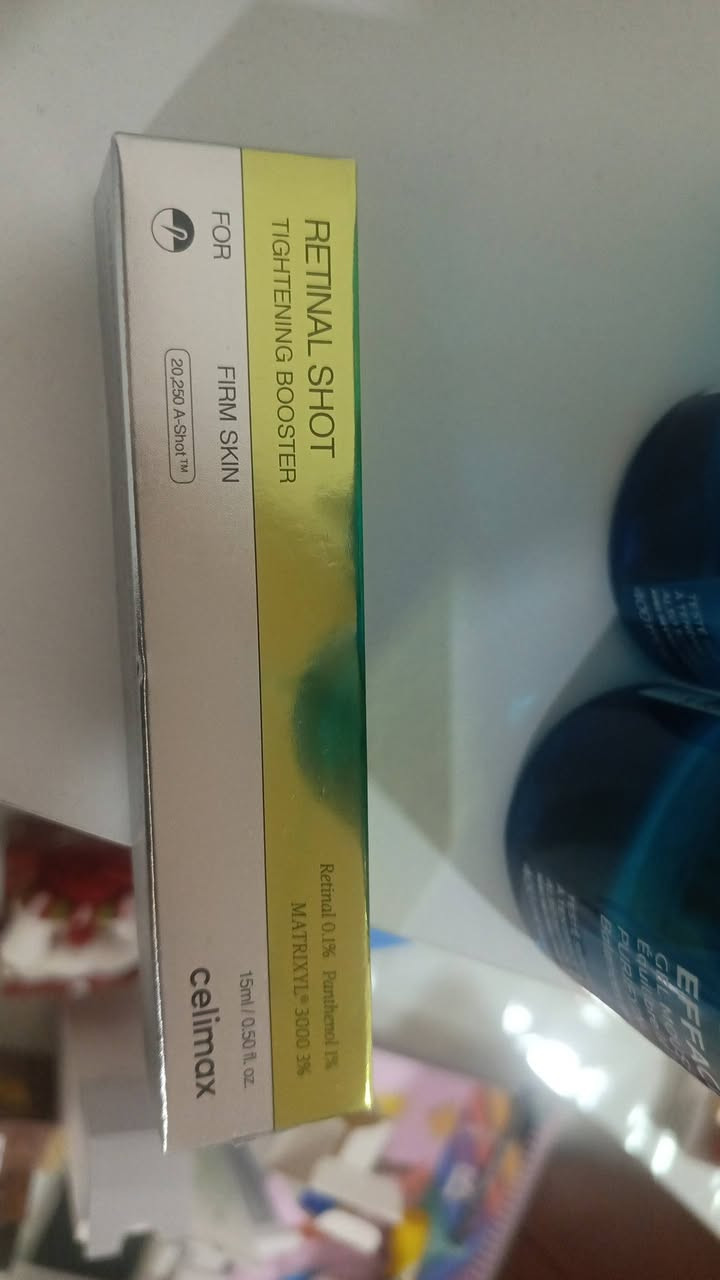 RETINAL SHOT
TIGHTENING BOOSTER
Retinal 0.1% Panthenol 1%
MATRIXYL® 3000 3%
FOR FIRM SKIN
20,250 A-Shot™
15ml / 0.50 fl. oz.
celimax